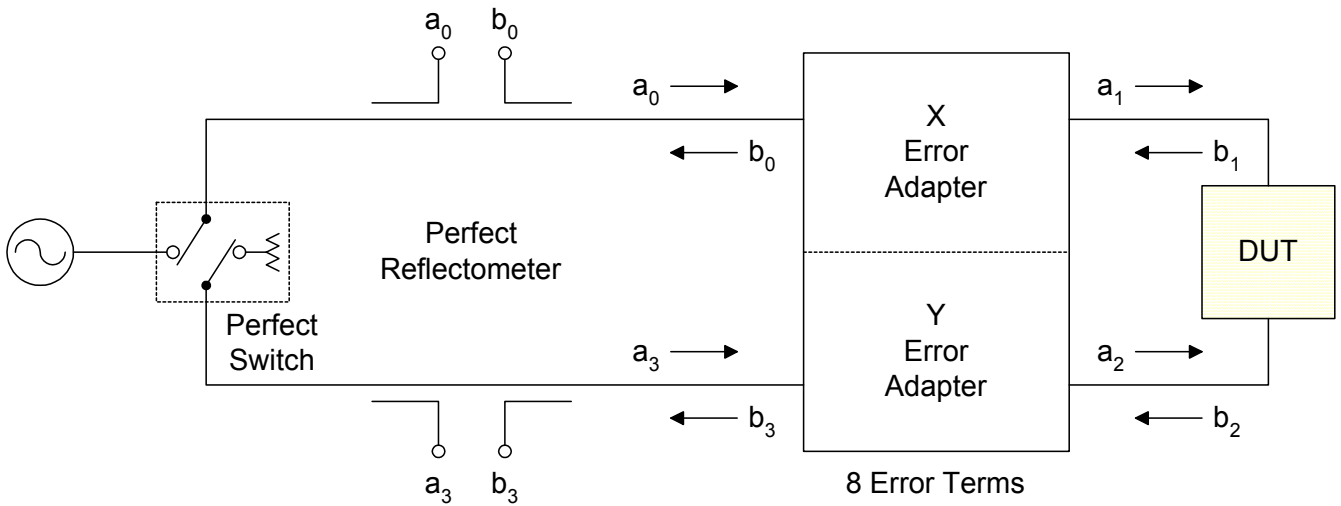 a0 b0
a0
b0
X
Error
Adapter
a1
b1
Perfect
Reflectometer
DUT
Perfect
Switch
Y
Error
Adapter
a3
b3
a2
b2
a3 b3
8 Error Terms